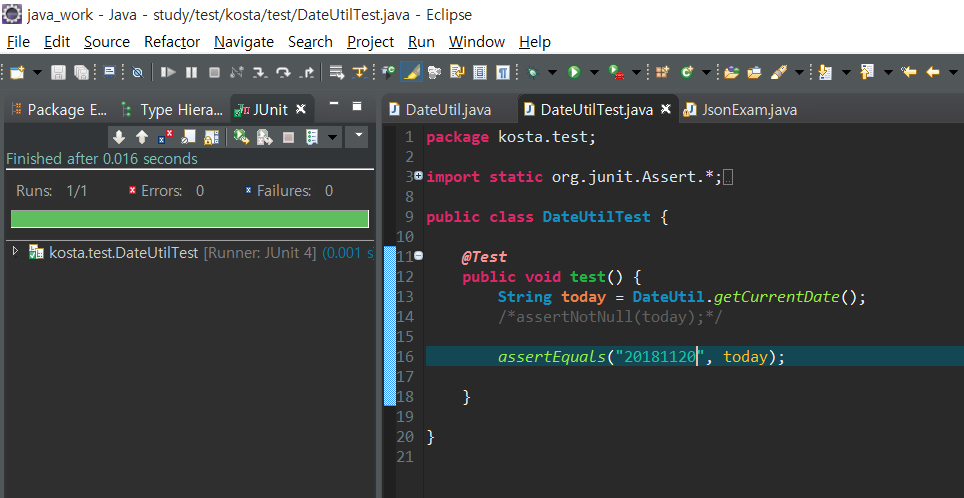 java_work - Java - study/test/kosta/test/DateUtilTest.java - Eclipse
File Edit Source Refactor Navigate Search Project Run Window Help
Package E... Type Hiera... JUnit
DateUtil.java DateUtilTest.java JsonExam.java
Finished after 0.016 seconds
Runs: 1/1 Errors: 0 Failures: 0
kosta.test.DateUtilTest [Runner: JUnit 4] (0.001 s
1 package kosta.test;
2
3 import static org.junit.Assert.*;
8
9 public class DateUtilTest {
10
11 @Test
12 public void test() {
13 String today = DateUtil.getCurrentDate();
14 /*assertNotNull(today);*/
15
16 assertEquals("20181120", today);
17
18 }
19
20 }
21